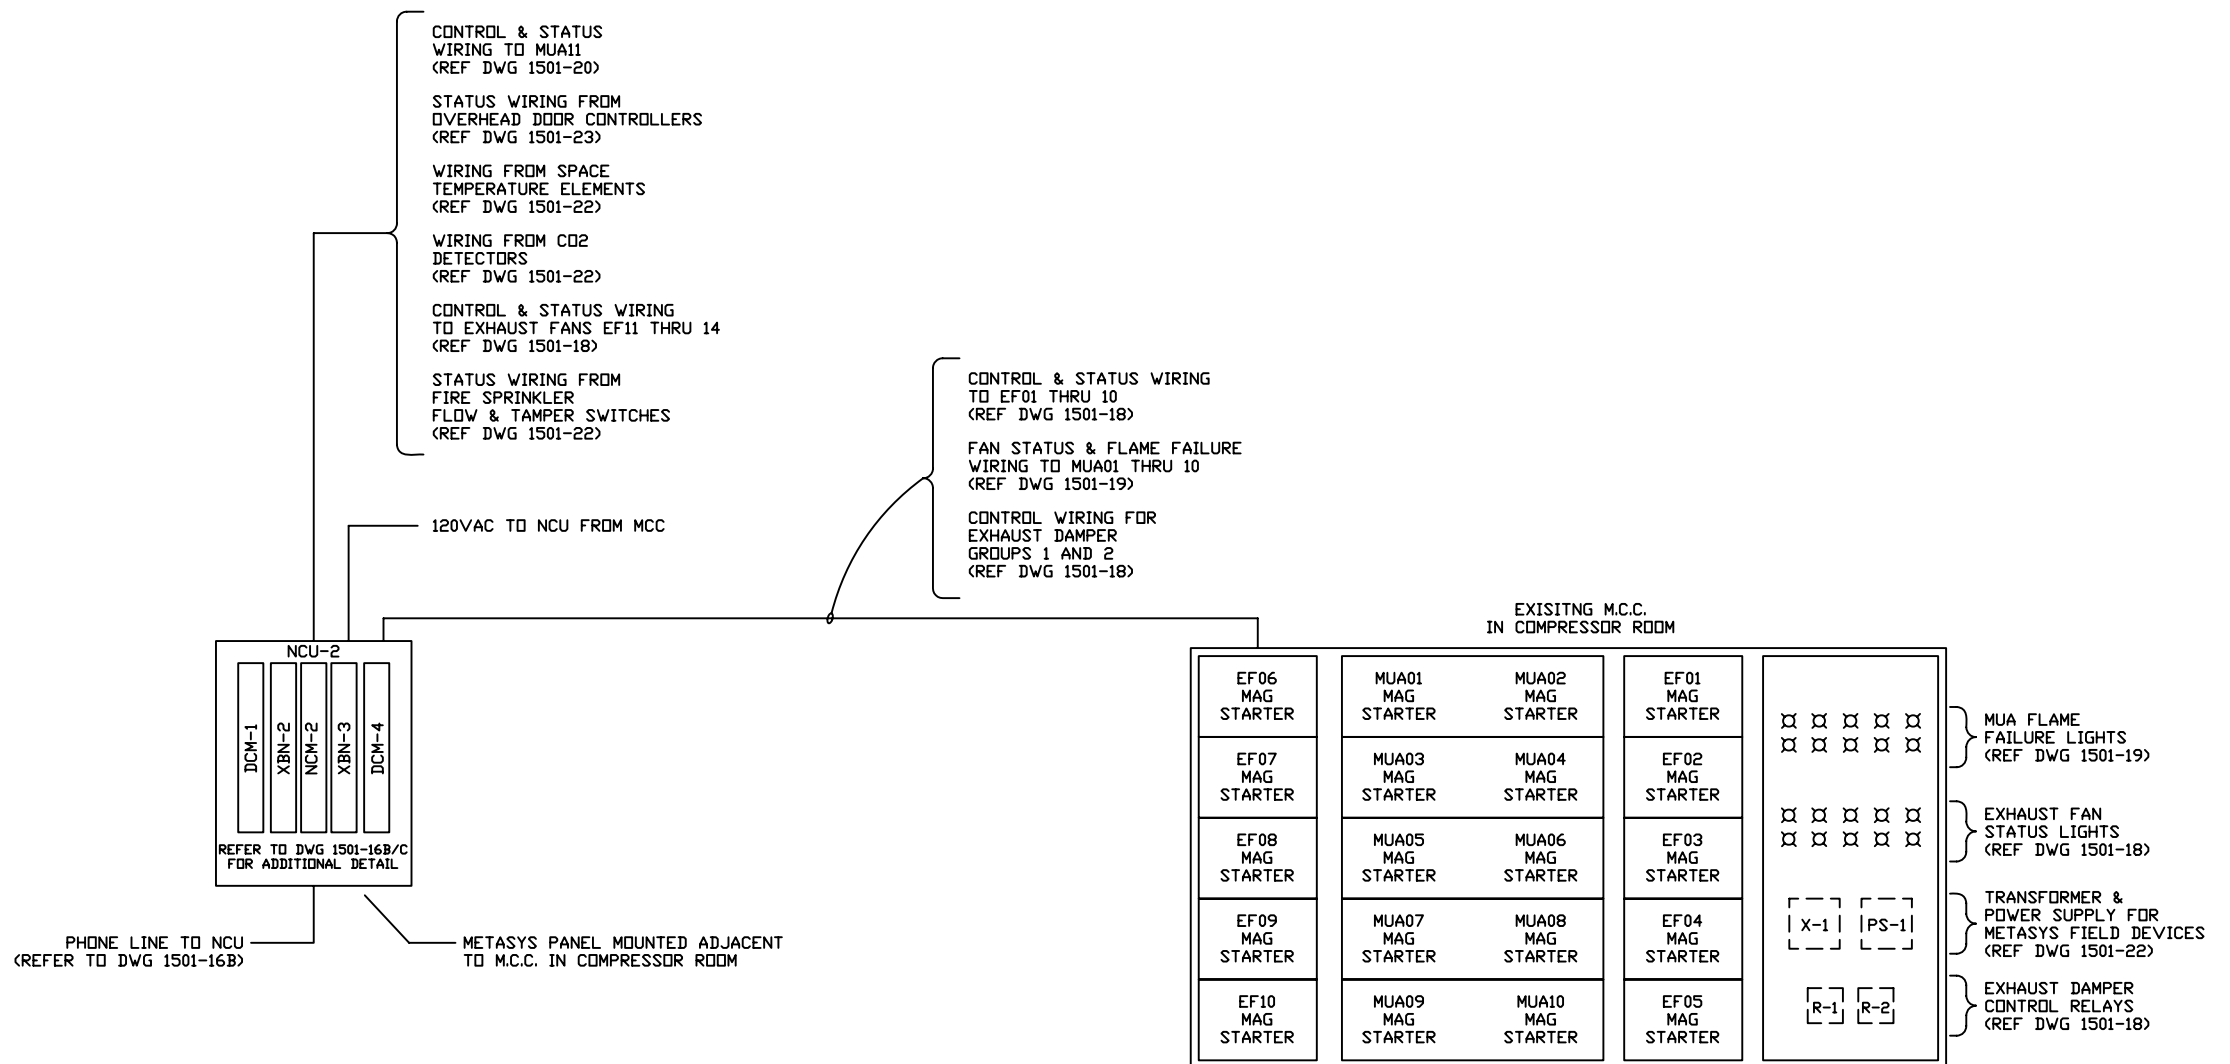 CONTROL & STATUS
WIRING TO MUA11
(REF DWG 1501-20)
STATUS WIRING FROM
OVERHEAD DOOR CONTROLLERS
(REF DWG 1501-23)
WIRING FROM SPACE
TEMPERATURE ELEMENTS
(REF DWG 1501-22)
WIRING FROM CO2
DETECTORS
(REF DWG 1501-22)
CONTROL & STATUS WIRING
TO EXHAUST FANS EF11 THRU 14
(REF DWG 1501-18)
STATUS WIRING FROM
FIRE SPRINKLER
FLOW & TAMPER SWITCHES
(REF DWG 1501-22)
120VAC TO NCU FROM MCC
CONTROL & STATUS WIRING
TO EF01 THRU 10
(REF DWG 1501-18)
FAN STATUS & FLAME FAILURE
WIRING TO MUA01 THRU 10
(REF DWG 1501-19)
CONTROL WIRING FOR
EXHAUST DAMPER
GROUPS 1 AND 2
(REF DWG 1501-18)
NCU-2
DCM-1
XBN-2
NCM-2
XBN-3
DCM-4
REFER TO DWG 1501-16B/C
FOR ADDITIONAL DETAIL
PHONE LINE TO NCU
(REFER TO DWG 1501-16B)
METASYS PANEL MOUNTED ADJACENT
TO M.C.C. IN COMPRESSOR ROOM
EXISITNG M.C.C.
IN COMPRESSOR ROOM
EF06
MAG
STARTER
EF07
MAG
STARTER
EF08
MAG
STARTER
EF09
MAG
STARTER
EF10
MAG
STARTER
MUA01
MAG
STARTER
MUA02
MAG
STARTER
MUA03
MAG
STARTER
MUA04
MAG
STARTER
MUA05
MAG
STARTER
MUA06
MAG
STARTER
MUA07
MAG
STARTER
MUA08
MAG
STARTER
MUA09
MAG
STARTER
MUA10
MAG
STARTER
EF01
MAG
STARTER
EF02
MAG
STARTER
EF03
MAG
STARTER
EF04
MAG
STARTER
EF05
MAG
STARTER
X-1
PS-1
R-1
R-2
MUA FLAME
FAILURE LIGHTS
(REF DWG 1501-19)
EXHAUST FAN
STATUS LIGHTS
(REF DWG 1501-18)
TRANSFORMER &
POWER SUPPLY FOR
METASYS FIELD DEVICES
(REF DWG 1501-22)
EXHAUST DAMPER
CONTROL RELAYS
(REF DWG 1501-18)